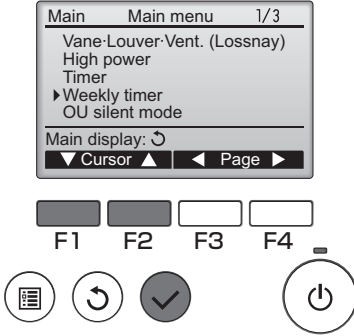 Main Main menu 1/3
Vane·Louver·Vent. (Lossnay)
High power
Timer
Weekly timer
OU silent mode
Main display:
Cursor Page
F1 F2 F3 F4